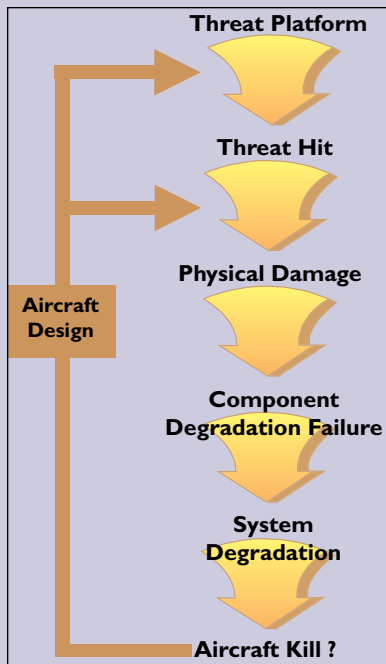 Threat Platform
Threat Hit
Physical Damage
Aircraft
Design
Component
Degradation Failure
System
Degradation
Aircraft Kill ?